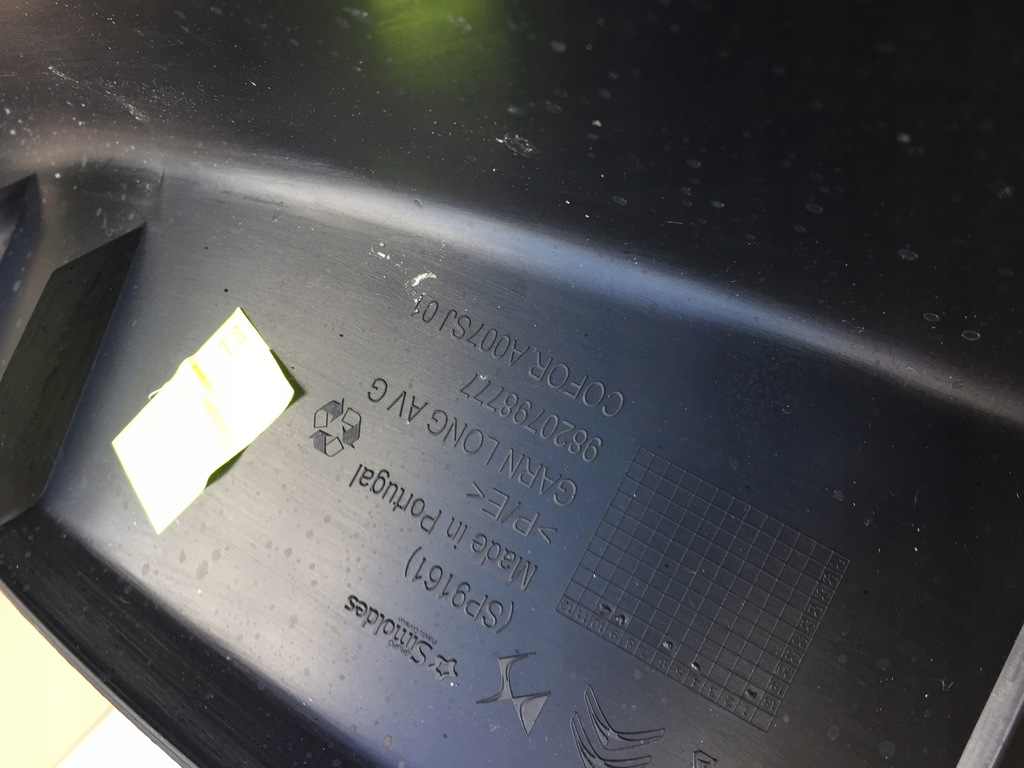 COFOR A007SJ 01
9820798777
GARN LONG AV G
>P/E<
Made in Portugal
(SP9161)
Simoldes